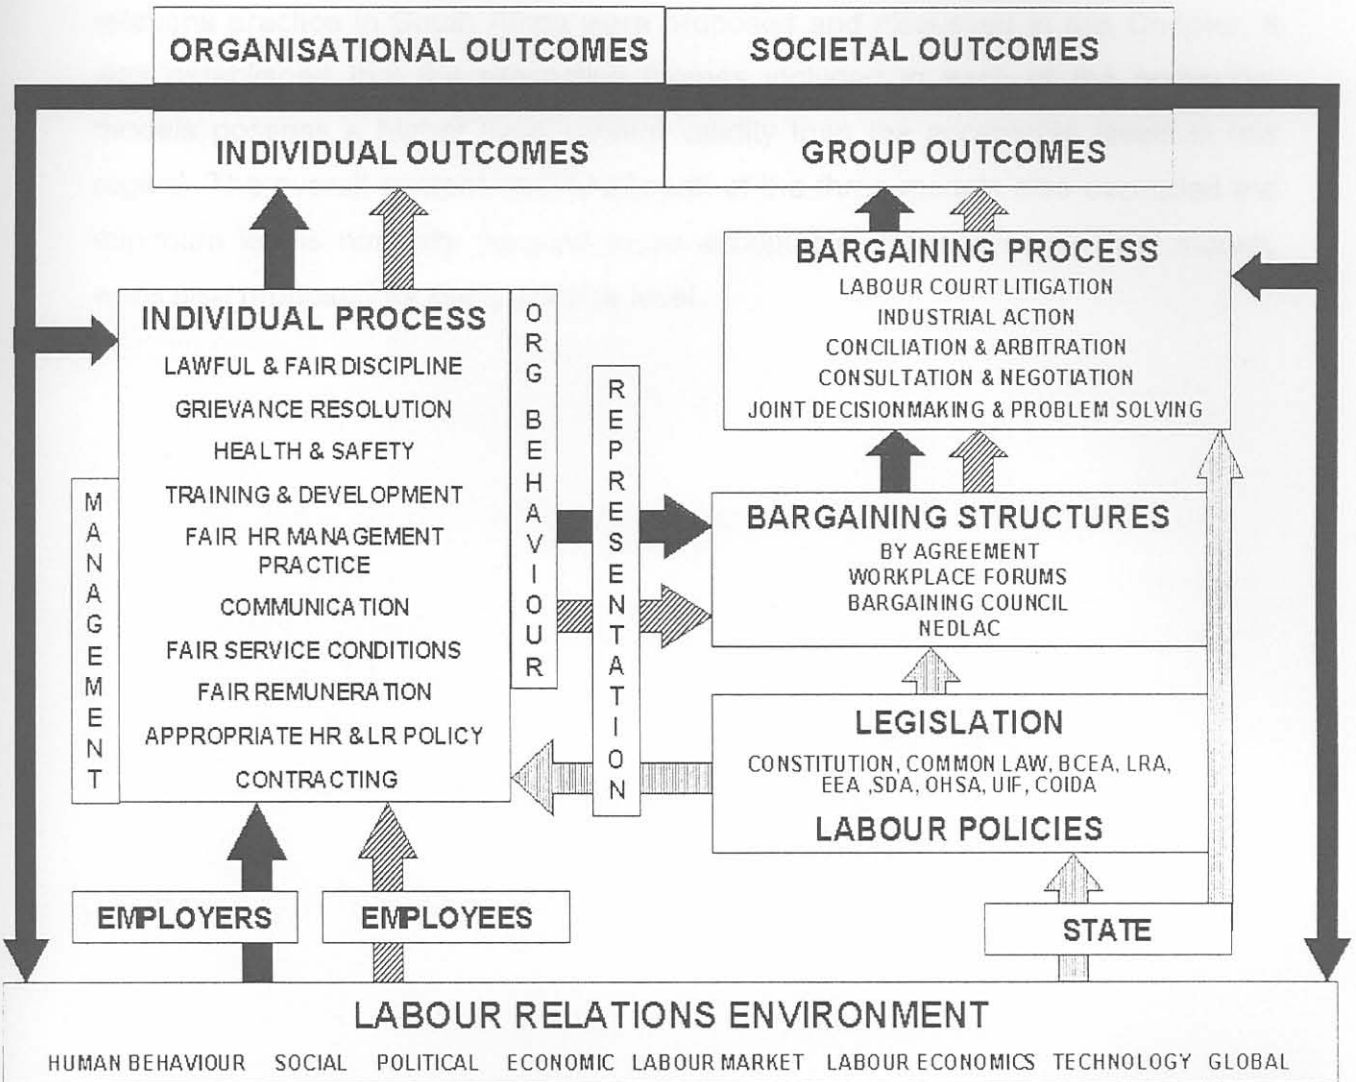 ORGANISATIONAL OUTCOMES
SOCIETAL OUTCOMES
INDIVIDUAL OUTCOMES
GROUP OUTCOMES
INDIVIDUAL PROCESS
LAWFUL & FAIR DISCIPLINE
GRIEVANCE RESOLUTION
HEALTH & SAFETY
TRAINING & DEVELOPMENT
FAIR HR MANAGEMENT
PRACTICE
COMMUNICATION
FAIR SERVICE CONDITIONS
FAIR REMUNERATION
APPROPRIATE HR & LR POLICY
CONTRACTING
MANAGEMENT
ORG BEHAVIOUR
REPRESENTATION
BARGAINING PROCESS
LABOUR COURT LITIGATION
INDUSTRIAL ACTION
CONCILIATION & ARBITRATION
CONSULTATION & NEGOTIATION
JOINT DECISIONMAKING & PROBLEM SOLVING
BARGAINING STRUCTURES
BY AGREEMENT
WORKPLACE FORUMS
BARGAINING COUNCIL
NEDLAC
LEGISLATION
CONSTITUTION, COMMON LAW, BCEA, LRA,
EEA ,SDA, OHSA, UIF, COIDA
LABOUR POLICIES
EMPLOYERS
EMPLOYEES
STATE
LABOUR RELATIONS ENVIRONMENT
HUMAN BEHAVIOUR SOCIAL POLITICAL ECONOMIC LABOUR MARKET LABOUR ECONOMICS TECHNOLOGY GLOBAL